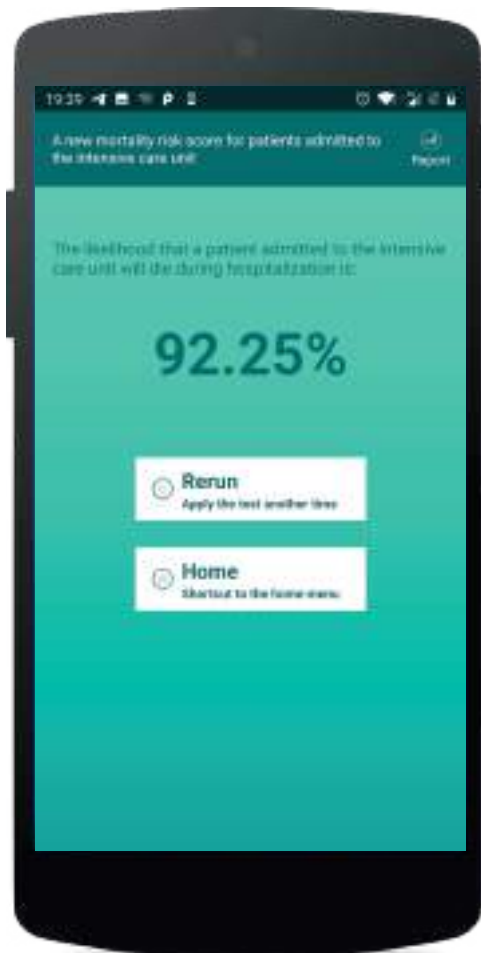 19:39
A new mortality risk score for patients admitted to
the intensive care unit
Report
The likelihood that a patient admitted to the intensive
care unit will die during hospitalization is:
92.25%
Rerun
Apply the test another time
Home
Shortcut to the home menu